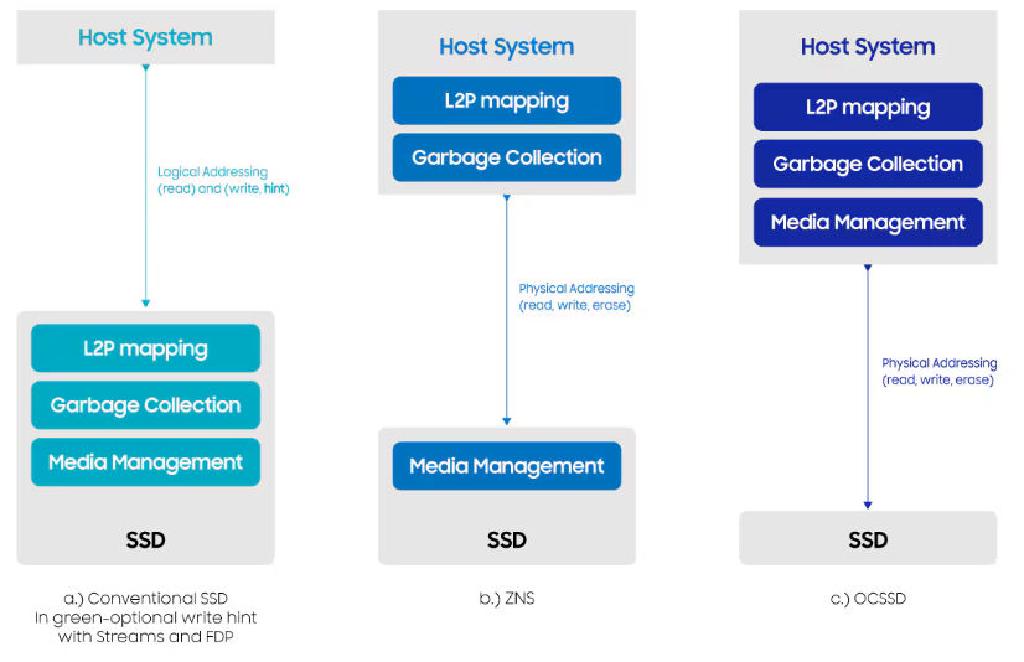 Host System
Logical Addressing
(read) and (write, hint)
L2P mapping
Garbage Collection
Media Management
SSD
a.) Conventional SSD
In green-optional write hint
with Streams and FDP
Host System
L2P mapping
Garbage Collection
Physical Addressing
(read, write, erase)
Media Management
SSD
b.) ZNS
Host System
L2P mapping
Garbage Collection
Media Management
Physical Addressing
(read, write, erase)
SSD
c.) OCSSD